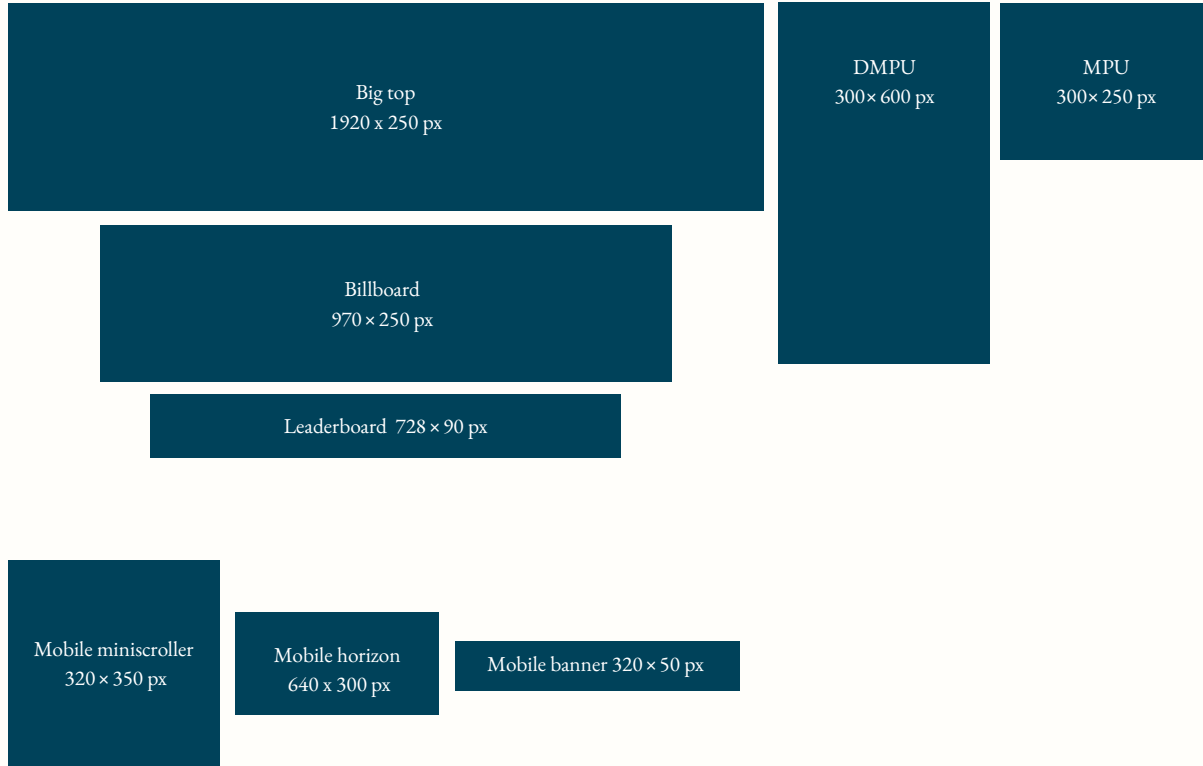 Big top
1920 x 250 px
DMPU
300× 600 px
MPU
300× 250 px
Billboard
970 × 250 px
Leaderboard 728 × 90 px
Mobile miniscroller
320 × 350 px
Mobile horizon
640 x 300 px
Mobile banner 320 × 50 px